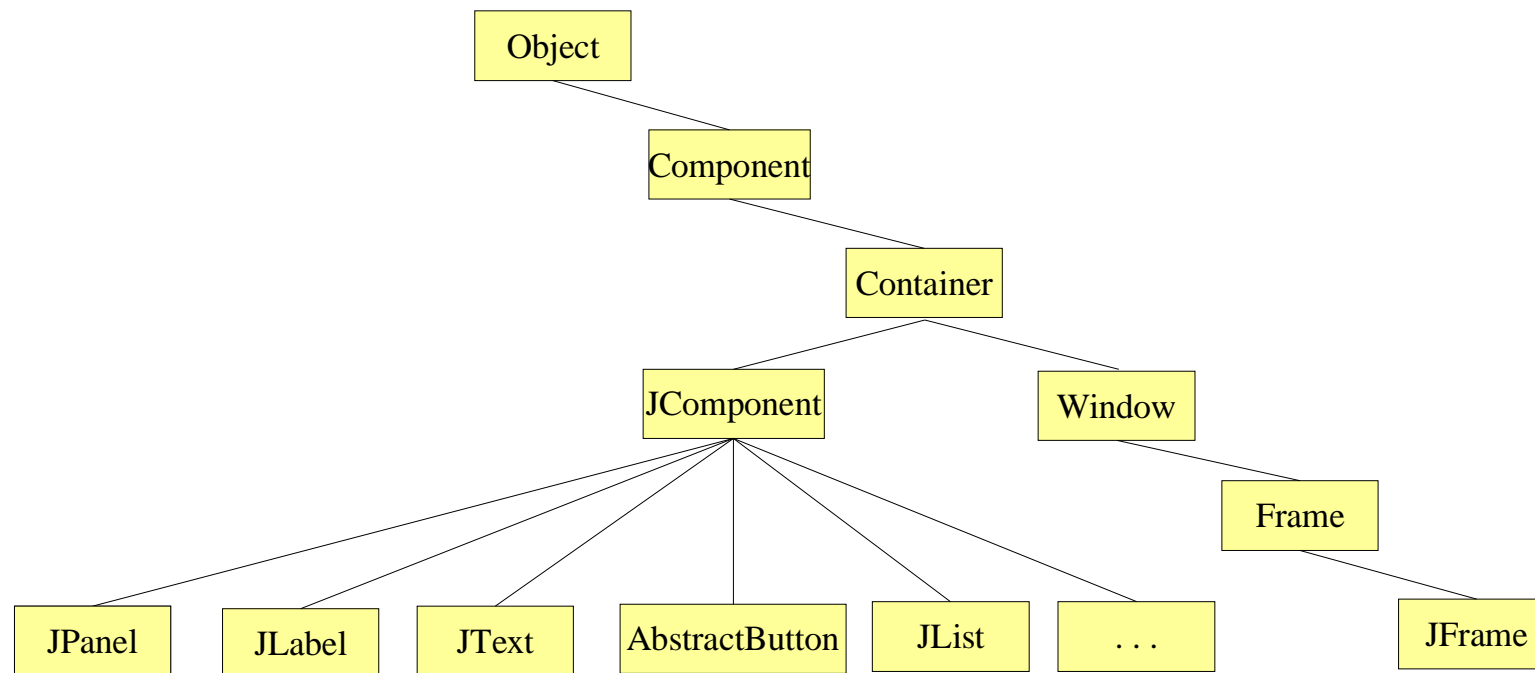 Object
Component
Container
JComponent
Window
Frame
JPanel
JLabel
JText
AbstractButton
JList
. . .
JFrame